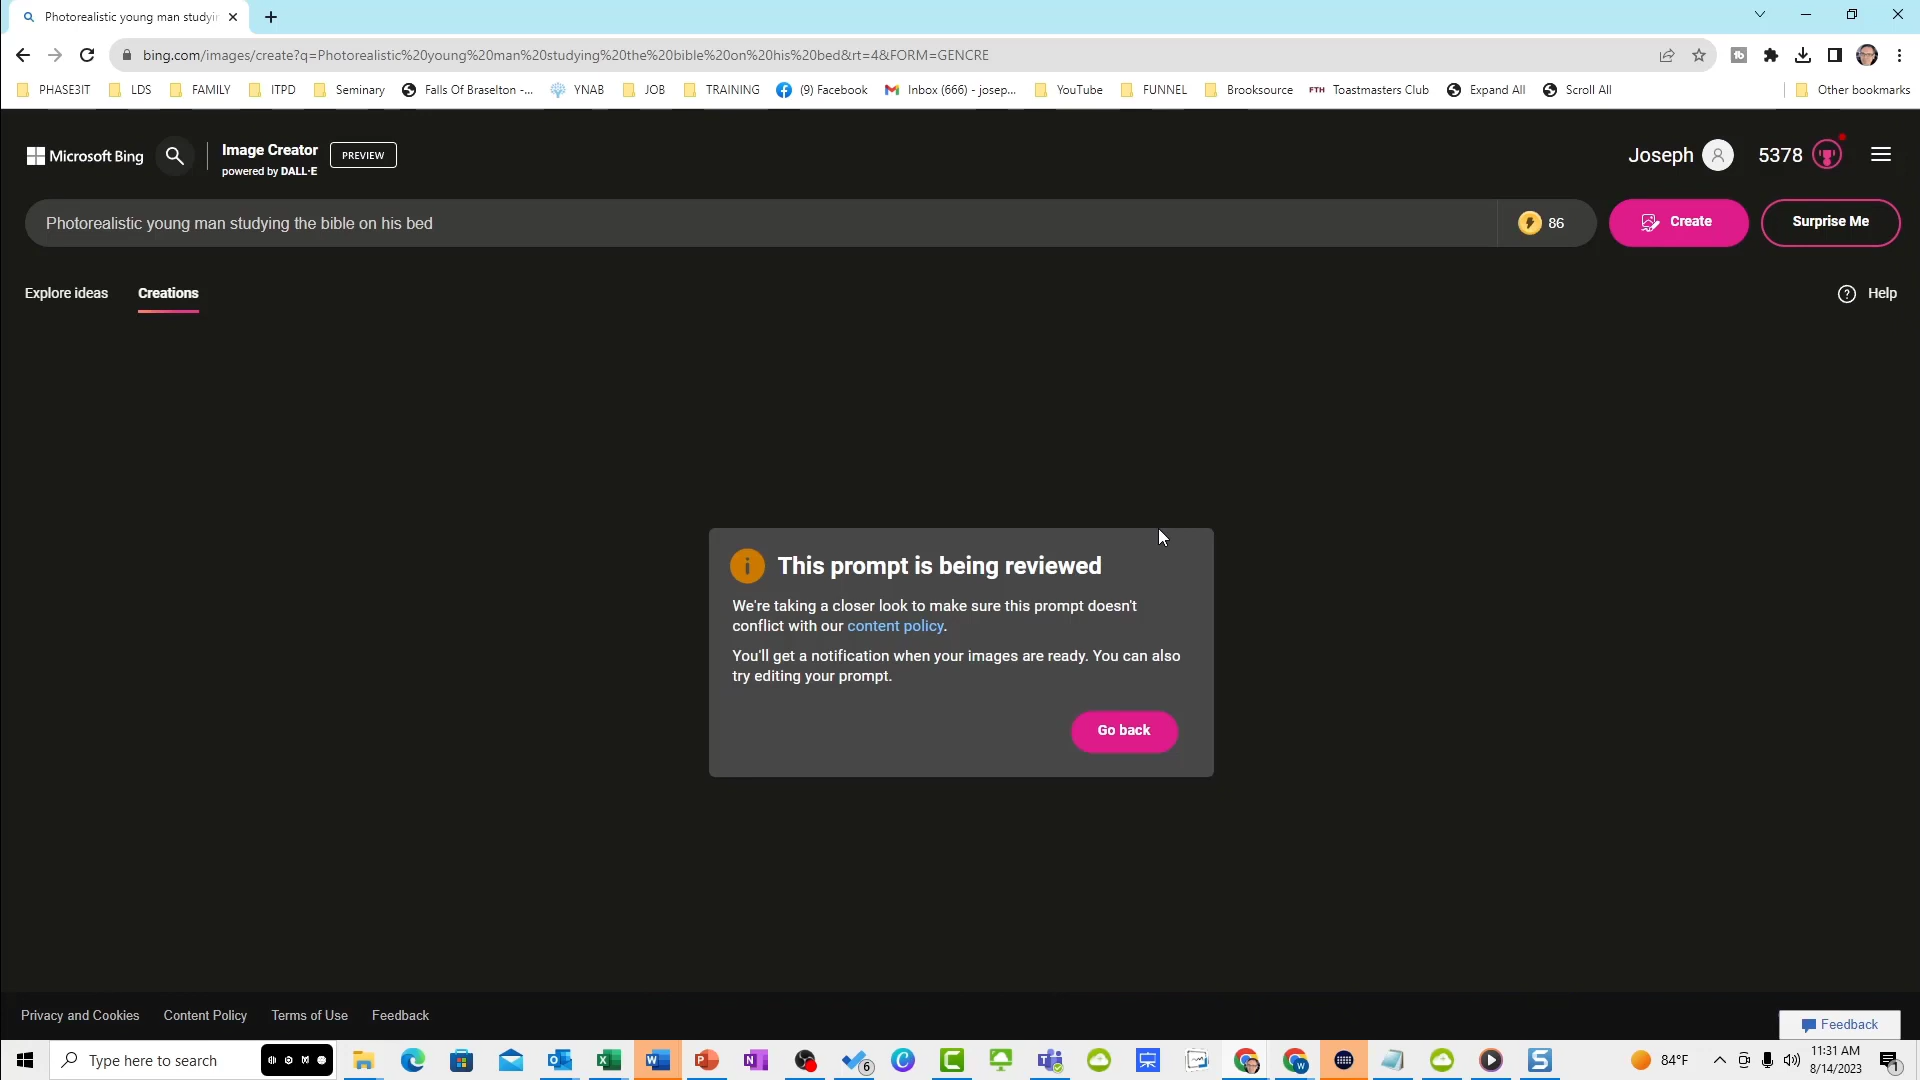 Photorealistic young man studyin
bing.com/images/create?q=Photorealistic%20young%20man%20studying%20the%20bible%20on%20his%20bed&rt=4&FORM=GENCRE
PHASE3IT LDS FAMILY ITPD Seminary Falls Of Braselton -... YNAB JOB TRAINING (9) Facebook Inbox (666) - josep... YouTube FUNNEL Brooksource FTH Toastmasters Club Expand All Scroll All Other bookmarks
Microsoft Bing Image Creator PREVIEW Joseph 5378
powered by DALL·E
Photorealistic young man studying the bible on his bed 86 Create Surprise Me
Explore ideas Creations Help
This prompt is being reviewed
We're taking a closer look to make sure this prompt doesn't
conflict with our content policy.
You'll get a notification when your images are ready. You can also
try editing your prompt.
Go back
Privacy and Cookies Content Policy Terms of Use Feedback
Feedback
Type here to search 6 84°F 11:31 AM
8/14/2023 1